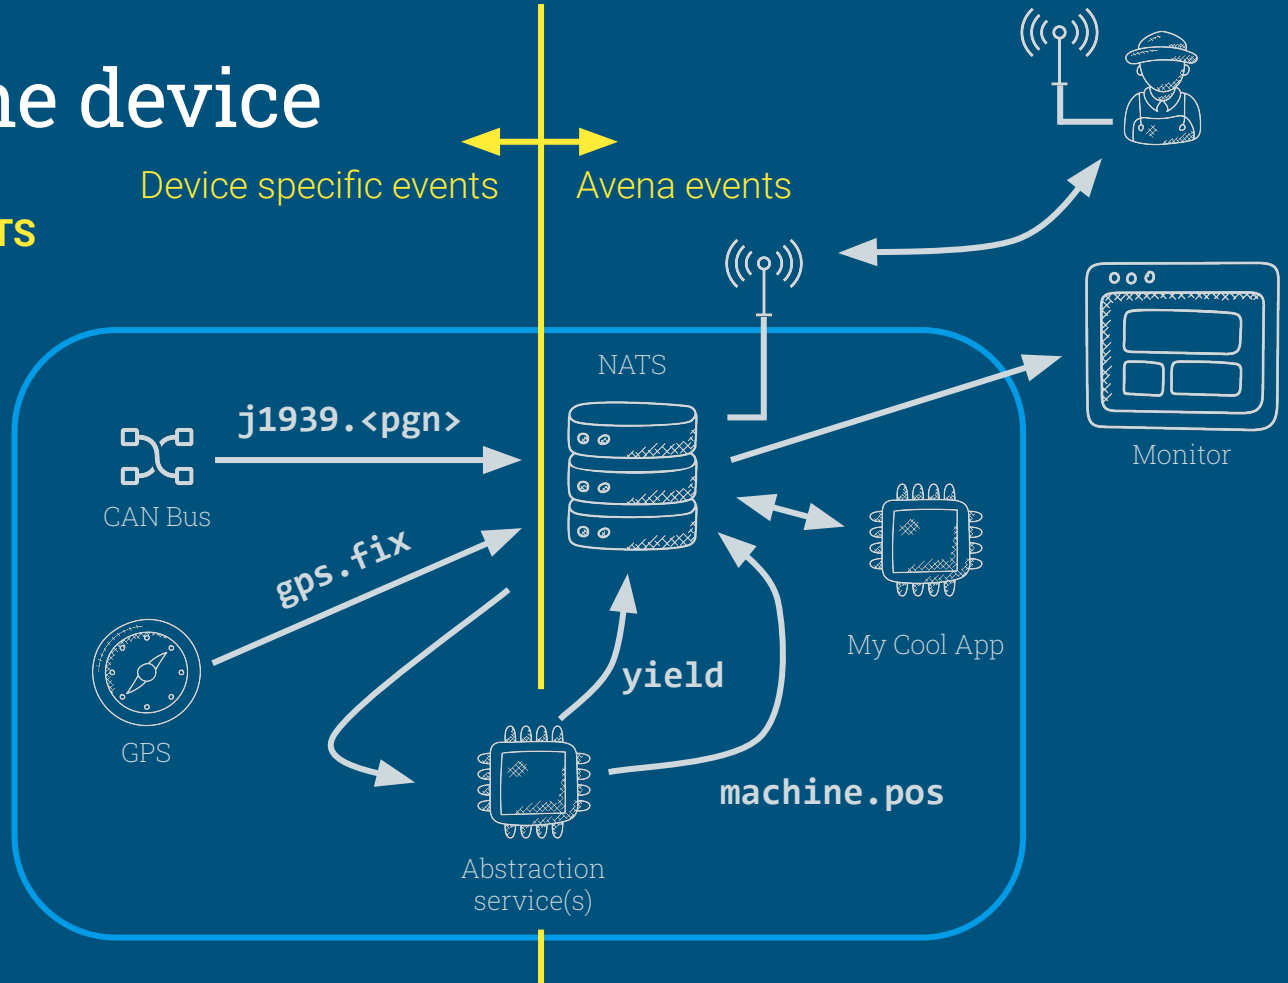 ne device
Device specific events
Avena events
TS
NATS
j1939.<pgn>
CAN Bus
Monitor
gps.fix
My Cool App
yield
GPS
machine.pos
Abstraction
service(s)